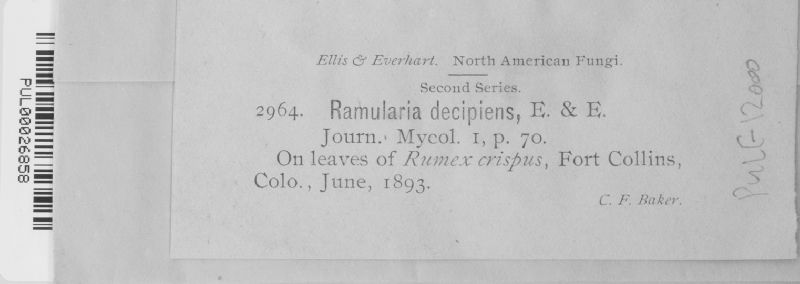 PUL00026858
Ellis & Everhart. North American Fungi.
Second Series.
2964. Ramularia decipiens, E. & E.
Journ. Mycol. 1, p. 70.
On leaves of Rumex crispus, Fort Collins,
Colo., June, 1893.
C. F. Baker.
PULF 12000